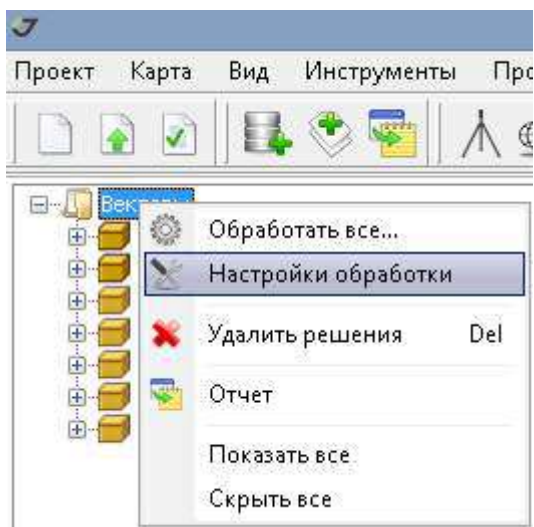 Проект Карта Вид Инструменты
Обработать все...
Настройки обработки
Удалить решения Del
Отчет
Показать все
Скрыть все